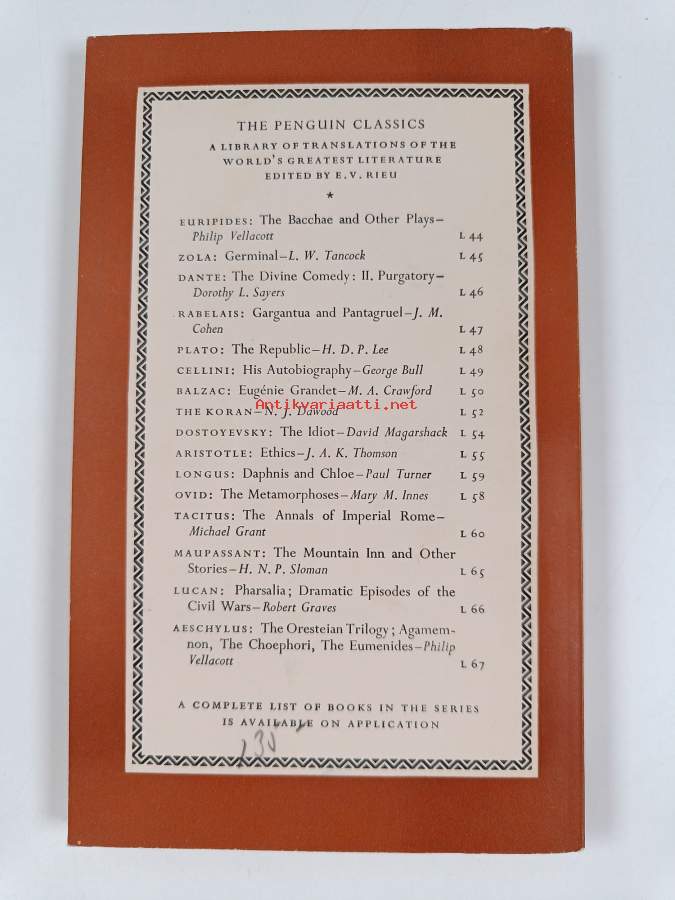 THE PENGUIN CLASSICS
A LIBRARY OF TRANSLATIONS OF THE
WORLD'S GREATEST LITERATURE
EDITED BY E. V. RIEU
*
EURIPIDES: The Bacchae and Other Plays–
Philip Vellacott L 44
ZOLA: Germinal–L. W. Tancock L 45
DANTE: The Divine Comedy: II. Purgatory–
Dorothy L. Sayers L 46
RABELAIS: Gargantua and Pantagruel–J. M.
Cohen L 47
PLATO: The Republic–H. D. P. Lee L 48
CELLINI: His Autobiography–George Bull L 49
BALZAC: Eugénie Grandet–M. A. Crawford L 50
Antikvariaatti.net
THE KORAN–N. J. Dawood L 52
DOSTOYEVSKY: The Idiot–David Magarshack L 54
ARISTOTLE: Ethics–J. A. K. Thomson L 55
LONGUS: Daphnis and Chloe–Paul Turner L 59
OVID: The Metamorphoses–Mary M. Innes L 58
TACITUS: The Annals of Imperial Rome–
Michael Grant L 60
MAUPASSANT: The Mountain Inn and Other
Stories–H. N. P. Sloman L 65
LUCAN: Pharsalia; Dramatic Episodes of the
Civil Wars–Robert Graves L 66
AESCHYLUS: The Oresteian Trilogy; Agamem-
non, The Choephori, The Eumenides–Philip
Vellacott L 67
A COMPLETE LIST OF BOOKS IN THE SERIES
IS AVAILABLE ON APPLICATION